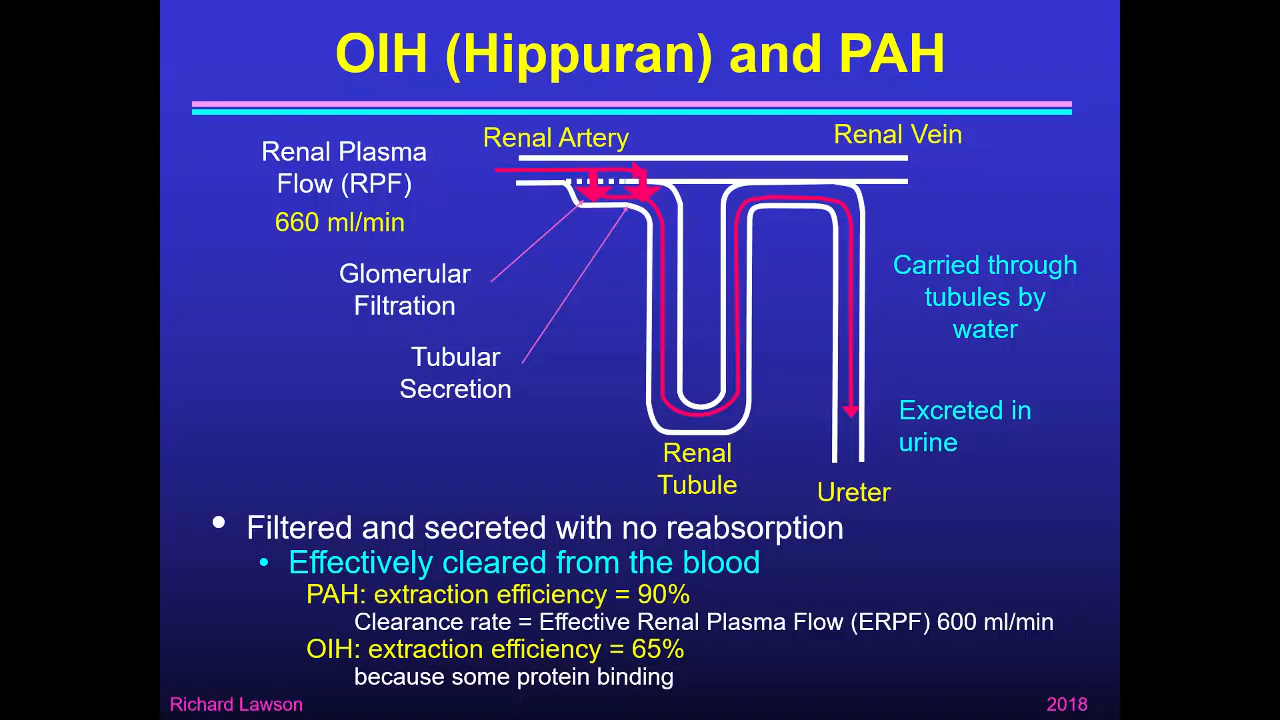 OIH (Hippuran) and PAH
Renal Artery
Renal Vein
Renal Plasma
Flow (RPF)
660 ml/min
Glomerular
Filtration
Tubular
Secretion
Carried through
tubules by
water
Excreted in
urine
Renal
Tubule
Ureter
• Filtered and secreted with no reabsorption
• Effectively cleared from the blood
PAH: extraction efficiency = 90%
Clearance rate = Effective Renal Plasma Flow (ERPF) 600 ml/min
OIH: extraction efficiency = 65%
because some protein binding
Richard Lawson
2018